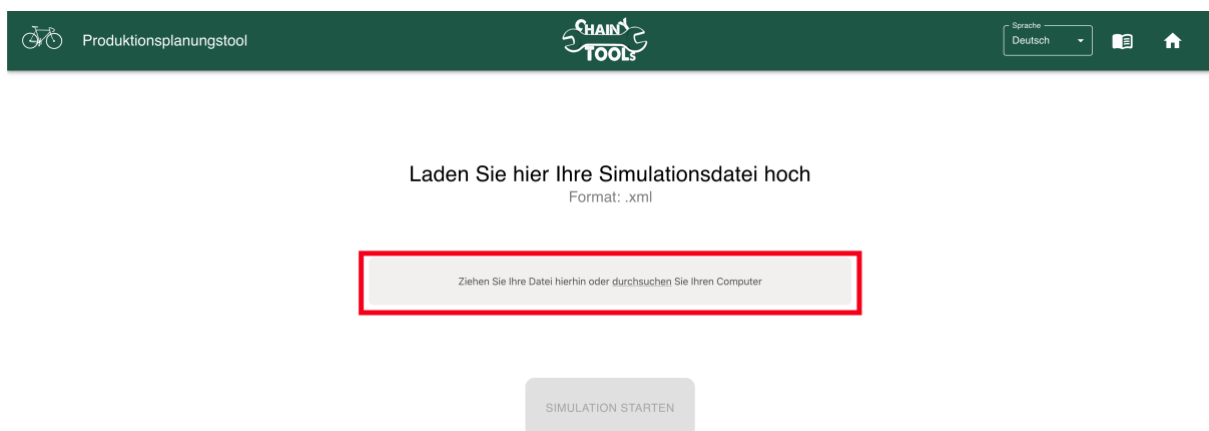 Produktionsplanungstool
CHAIN
TOOLS
Sprache
Deutsch
Laden Sie hier Ihre Simulationsdatei hoch
Format: .xml
Ziehen Sie Ihre Datei hierhin oder durchsuchen Sie Ihren Computer
SIMULATION STARTEN